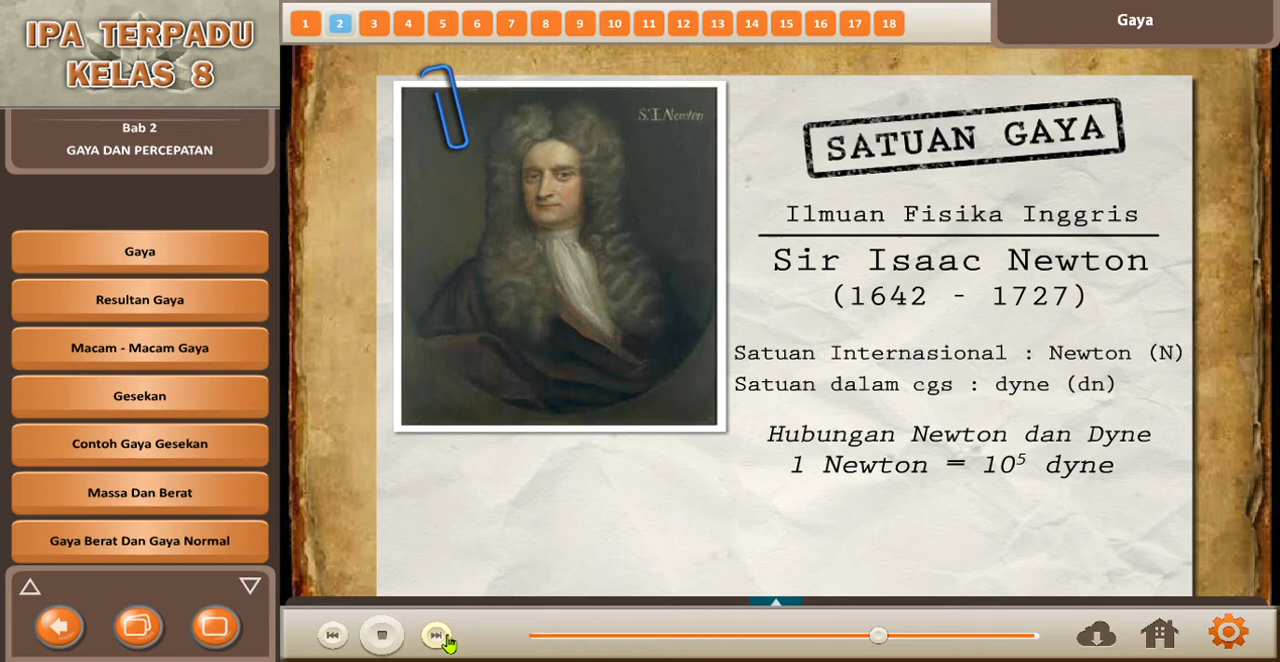 IPA TERPADU
KELAS 8
1 2 3 4 5 6 7 8 9 10 11 12 13 14 15 16 17 18
Gaya
Bab 2
GAYA DAN PERCEPATAN
Gaya
Resultan Gaya
Macam - Macam Gaya
Gesekan
Contoh Gaya Gesekan
Massa Dan Berat
Gaya Berat Dan Gaya Normal
Sr. I Newton
SATUAN GAYA
Ilmuan Fisika Inggris
Sir Isaac Newton
(1642 - 1727)
Satuan Internasional : Newton (N)
Satuan dalam cgs : dyne (dn)
Hubungan Newton dan Dyne
1 Newton = 10⁵ dyne